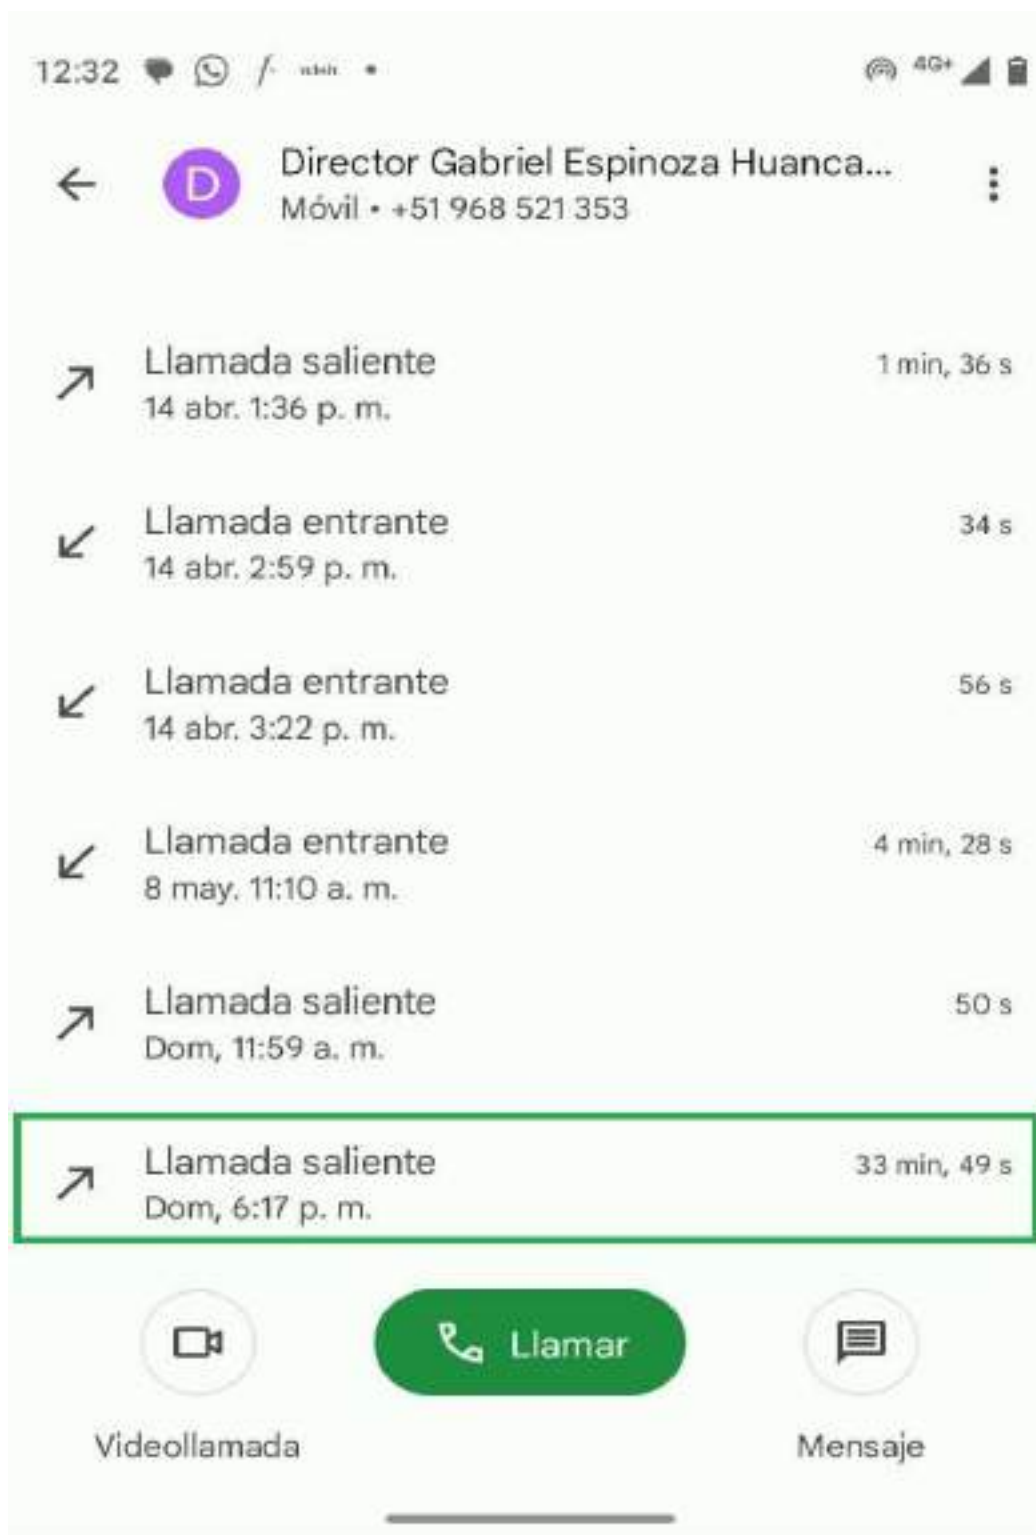 12:32
4G+
D
Director Gabriel Espinoza Huanca...
Móvil • +51 968 521 353
Llamada saliente
1 min, 36 s
14 abr. 1:36 p. m.
Llamada entrante
34 s
14 abr. 2:59 p. m.
Llamada entrante
56 s
14 abr. 3:22 p. m.
Llamada entrante
4 min, 28 s
8 may. 11:10 a. m.
Llamada saliente
50 s
Dom, 11:59 a. m.
Llamada saliente
33 min, 49 s
Dom, 6:17 p. m.
Llamar
Videollamada
Mensaje